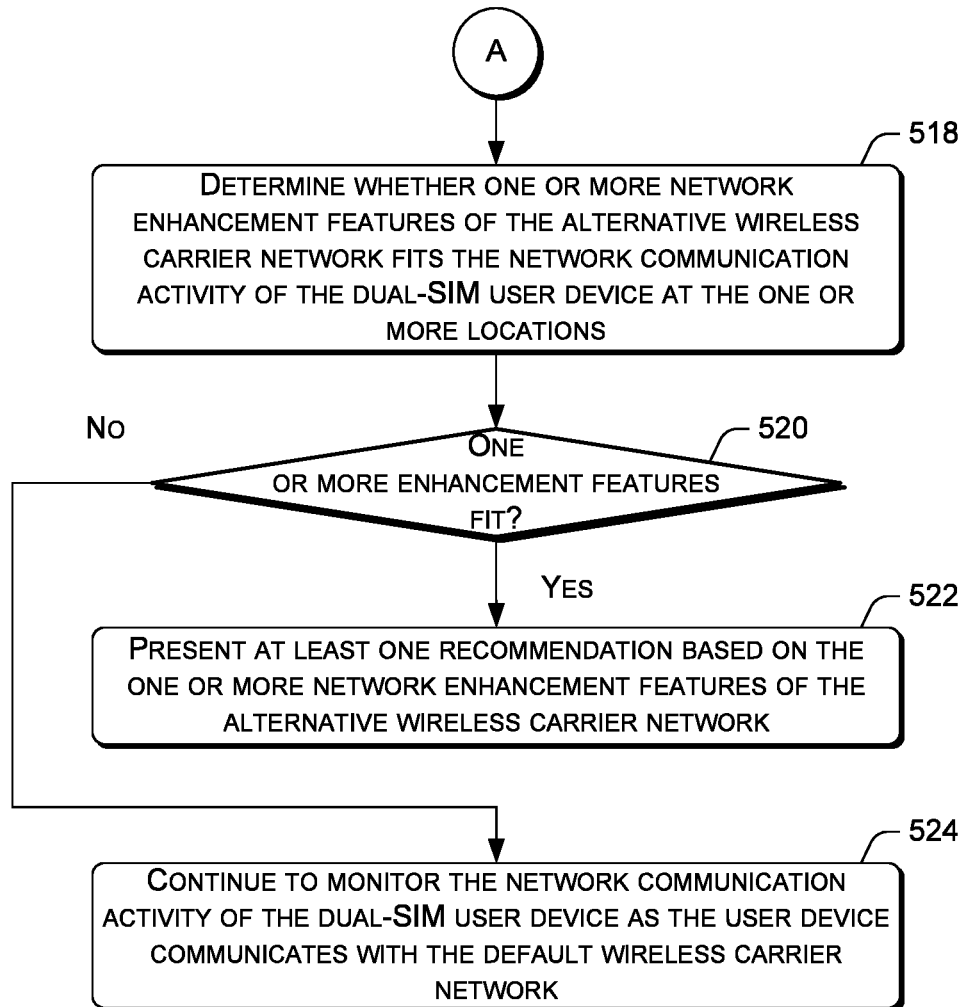 A
518
DETERMINE WHETHER ONE OR MORE NETWORK
ENHANCEMENT FEATURES OF THE ALTERNATIVE WIRELESS
CARRIER NETWORK FITS THE NETWORK COMMUNICATION
ACTIVITY OF THE DUAL-SIM USER DEVICE AT THE ONE OR
MORE LOCATIONS
NO
520
ONE
OR MORE ENHANCEMENT FEATURES
FIT?
YES
522
PRESENT AT LEAST ONE RECOMMENDATION BASED ON THE
ONE OR MORE NETWORK ENHANCEMENT FEATURES OF THE
ALTERNATIVE WIRELESS CARRIER NETWORK
524
CONTINUE TO MONITOR THE NETWORK COMMUNICATION
ACTIVITY OF THE DUAL-SIM USER DEVICE AS THE USER DEVICE
COMMUNICATES WITH THE DEFAULT WIRELESS CARRIER
NETWORK